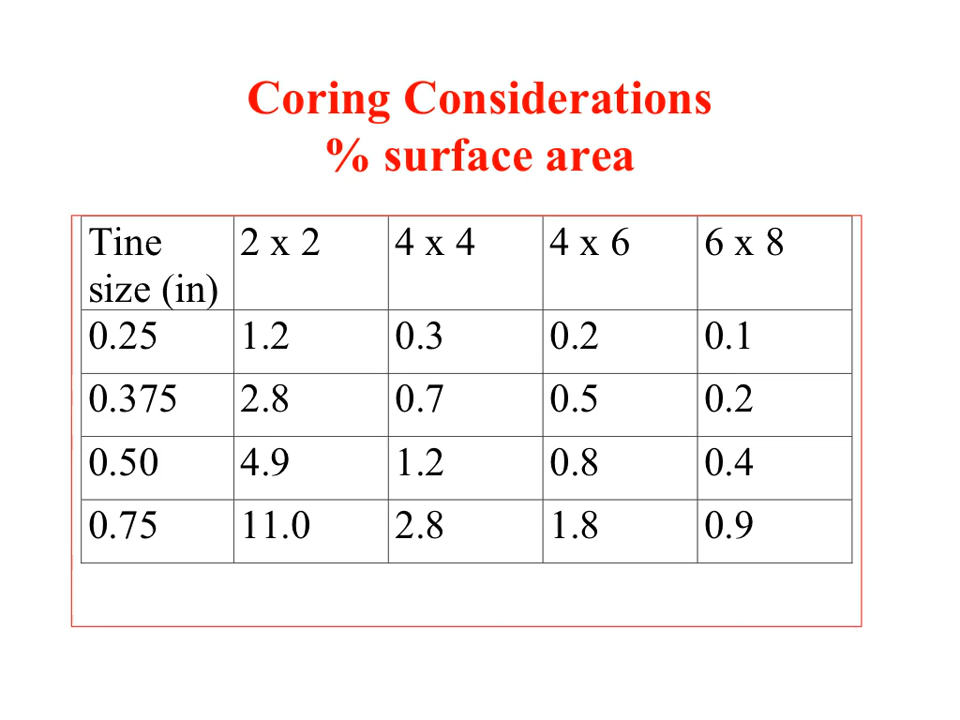 Coring Considerations
% surface area
Tine size (in) 2 x 2 4 x 4 4 x 6 6 x 8
0.25 1.2 0.3 0.2 0.1
0.375 2.8 0.7 0.5 0.2
0.50 4.9 1.2 0.8 0.4
0.75 11.0 2.8 1.8 0.9